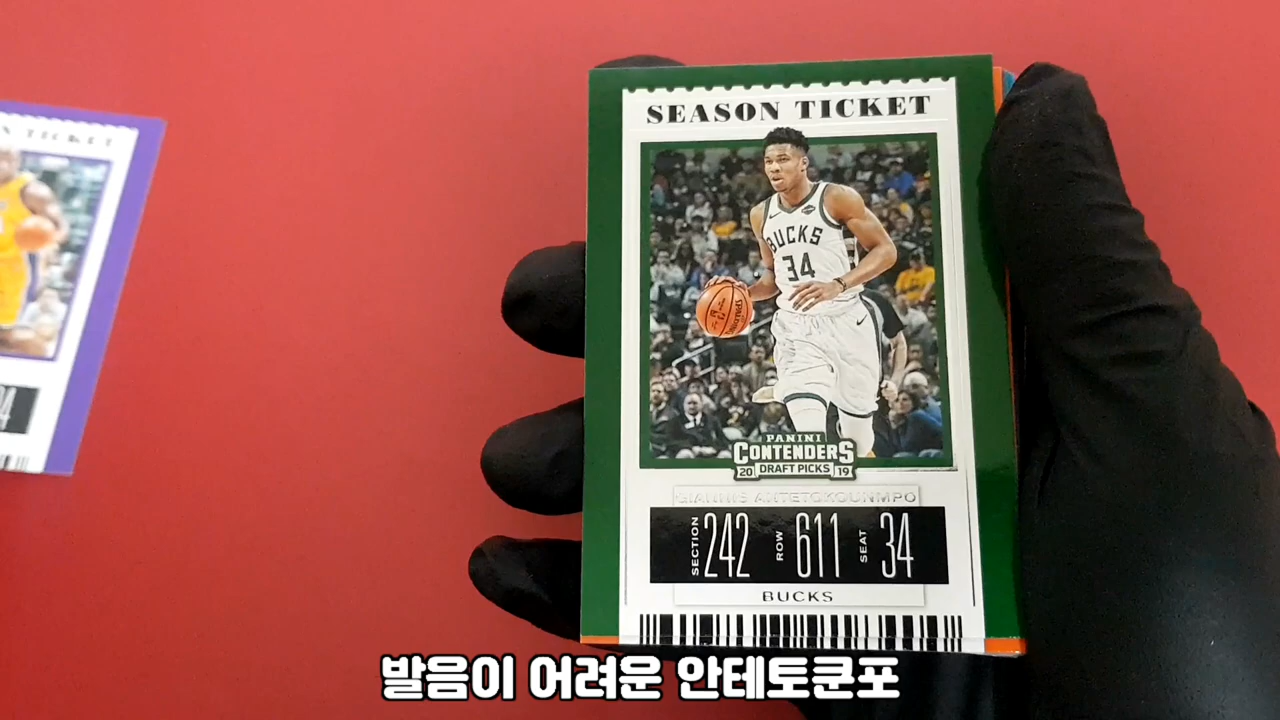 SEASON TICKET
BUCKS
34
PANINI
CONTENDERS
20 DRAFT PICKS 19
GIANNIS ANTETOKOUNMPO
SECTION 242 ROW 611 SEAT 34
BUCKS
TICKET
발음이 어려운 안테토쿤포